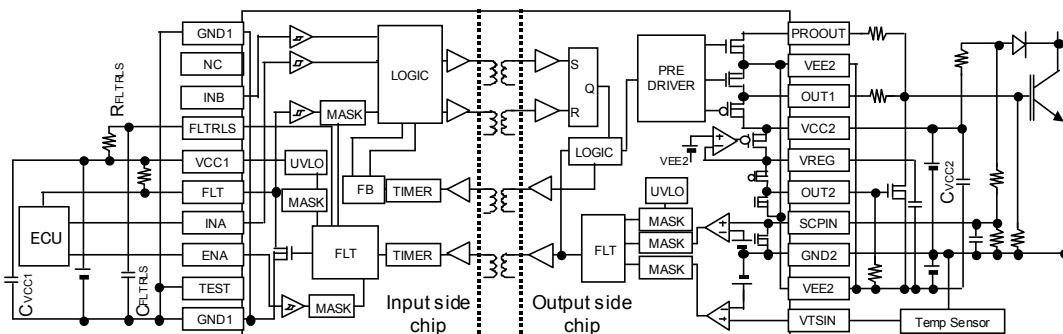 GND1
NC
INB
FLTRLS
VCC1
FLT
INA
ENA
TEST
GND1
RFLTRLS
CVCC1
CFLTRLS
ECU
LOGIC
MASK
UVLO
MASK
FB
TIMER
FLT
TIMER
MASK
Input side
chip
Output side
chip
S
R
Q
PRE
DRIVER
LOGIC
VEE2
UVLO
MASK
MASK
MASK
FLT
+
-
+
-
+
-
PROOUT
VEE2
OUT1
VCC2
VREG
OUT2
SCPIN
GND2
VEE2
VTSIN
CVCC2
Temp Sensor